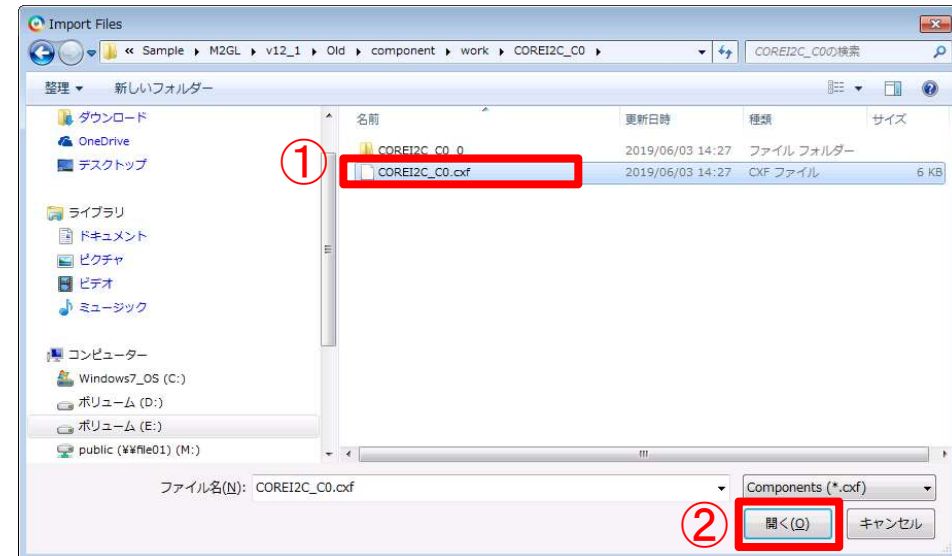 Import Files
« Sample ▸ M2GL ▸ v12_1 ▸ Old ▸ component ▸ work ▸ COREI2C_C0 ▸
COREI2C_C0の検索
整理 ▼ 新しいフォルダー
ダウンロード
OneDrive
デスクトップ
ライブラリ
ドキュメント
ピクチャ
ビデオ
ミュージック
コンピューター
Windows7_OS (C:)
ボリューム (D:)
ボリューム (E:)
public (¥¥file01) (M:)
名前 更新日時 種類 サイズ
COREI2C_C0_0 2019/06/03 14:27 ファイル フォルダー
① COREI2C_C0.cxf 2019/06/03 14:27 CXF ファイル 6 KB
ファイル名(N): COREI2C_C0.cxf Components (*.cxf)
② 開く(O) キャンセル